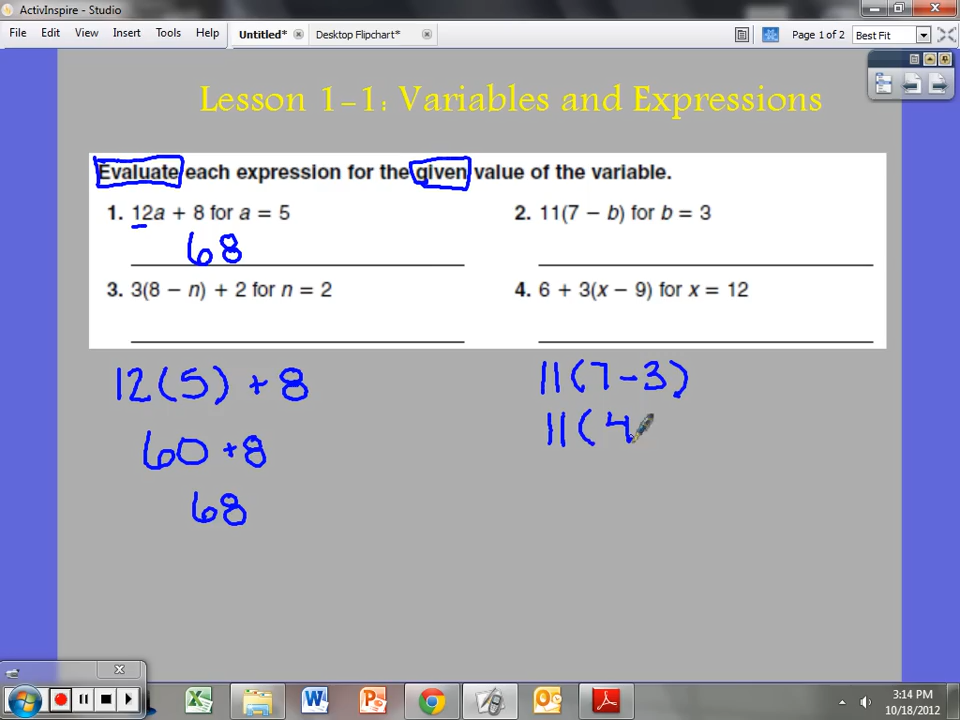 ActivInspire - Studio
File Edit View Insert Tools Help Untitled* Desktop Flipchart* Page 1 of 2 Best Fit
Lesson 1-1: Variables and Expressions
Evaluate each expression for the given value of the variable.
1. 12a + 8 for a = 5
68
2. 11(7 − b) for b = 3
3. 3(8 − n) + 2 for n = 2
4. 6 + 3(x − 9) for x = 12
12(5) + 8
60 + 8
68
11(7-3)
11(4
3:14 PM
10/18/2012